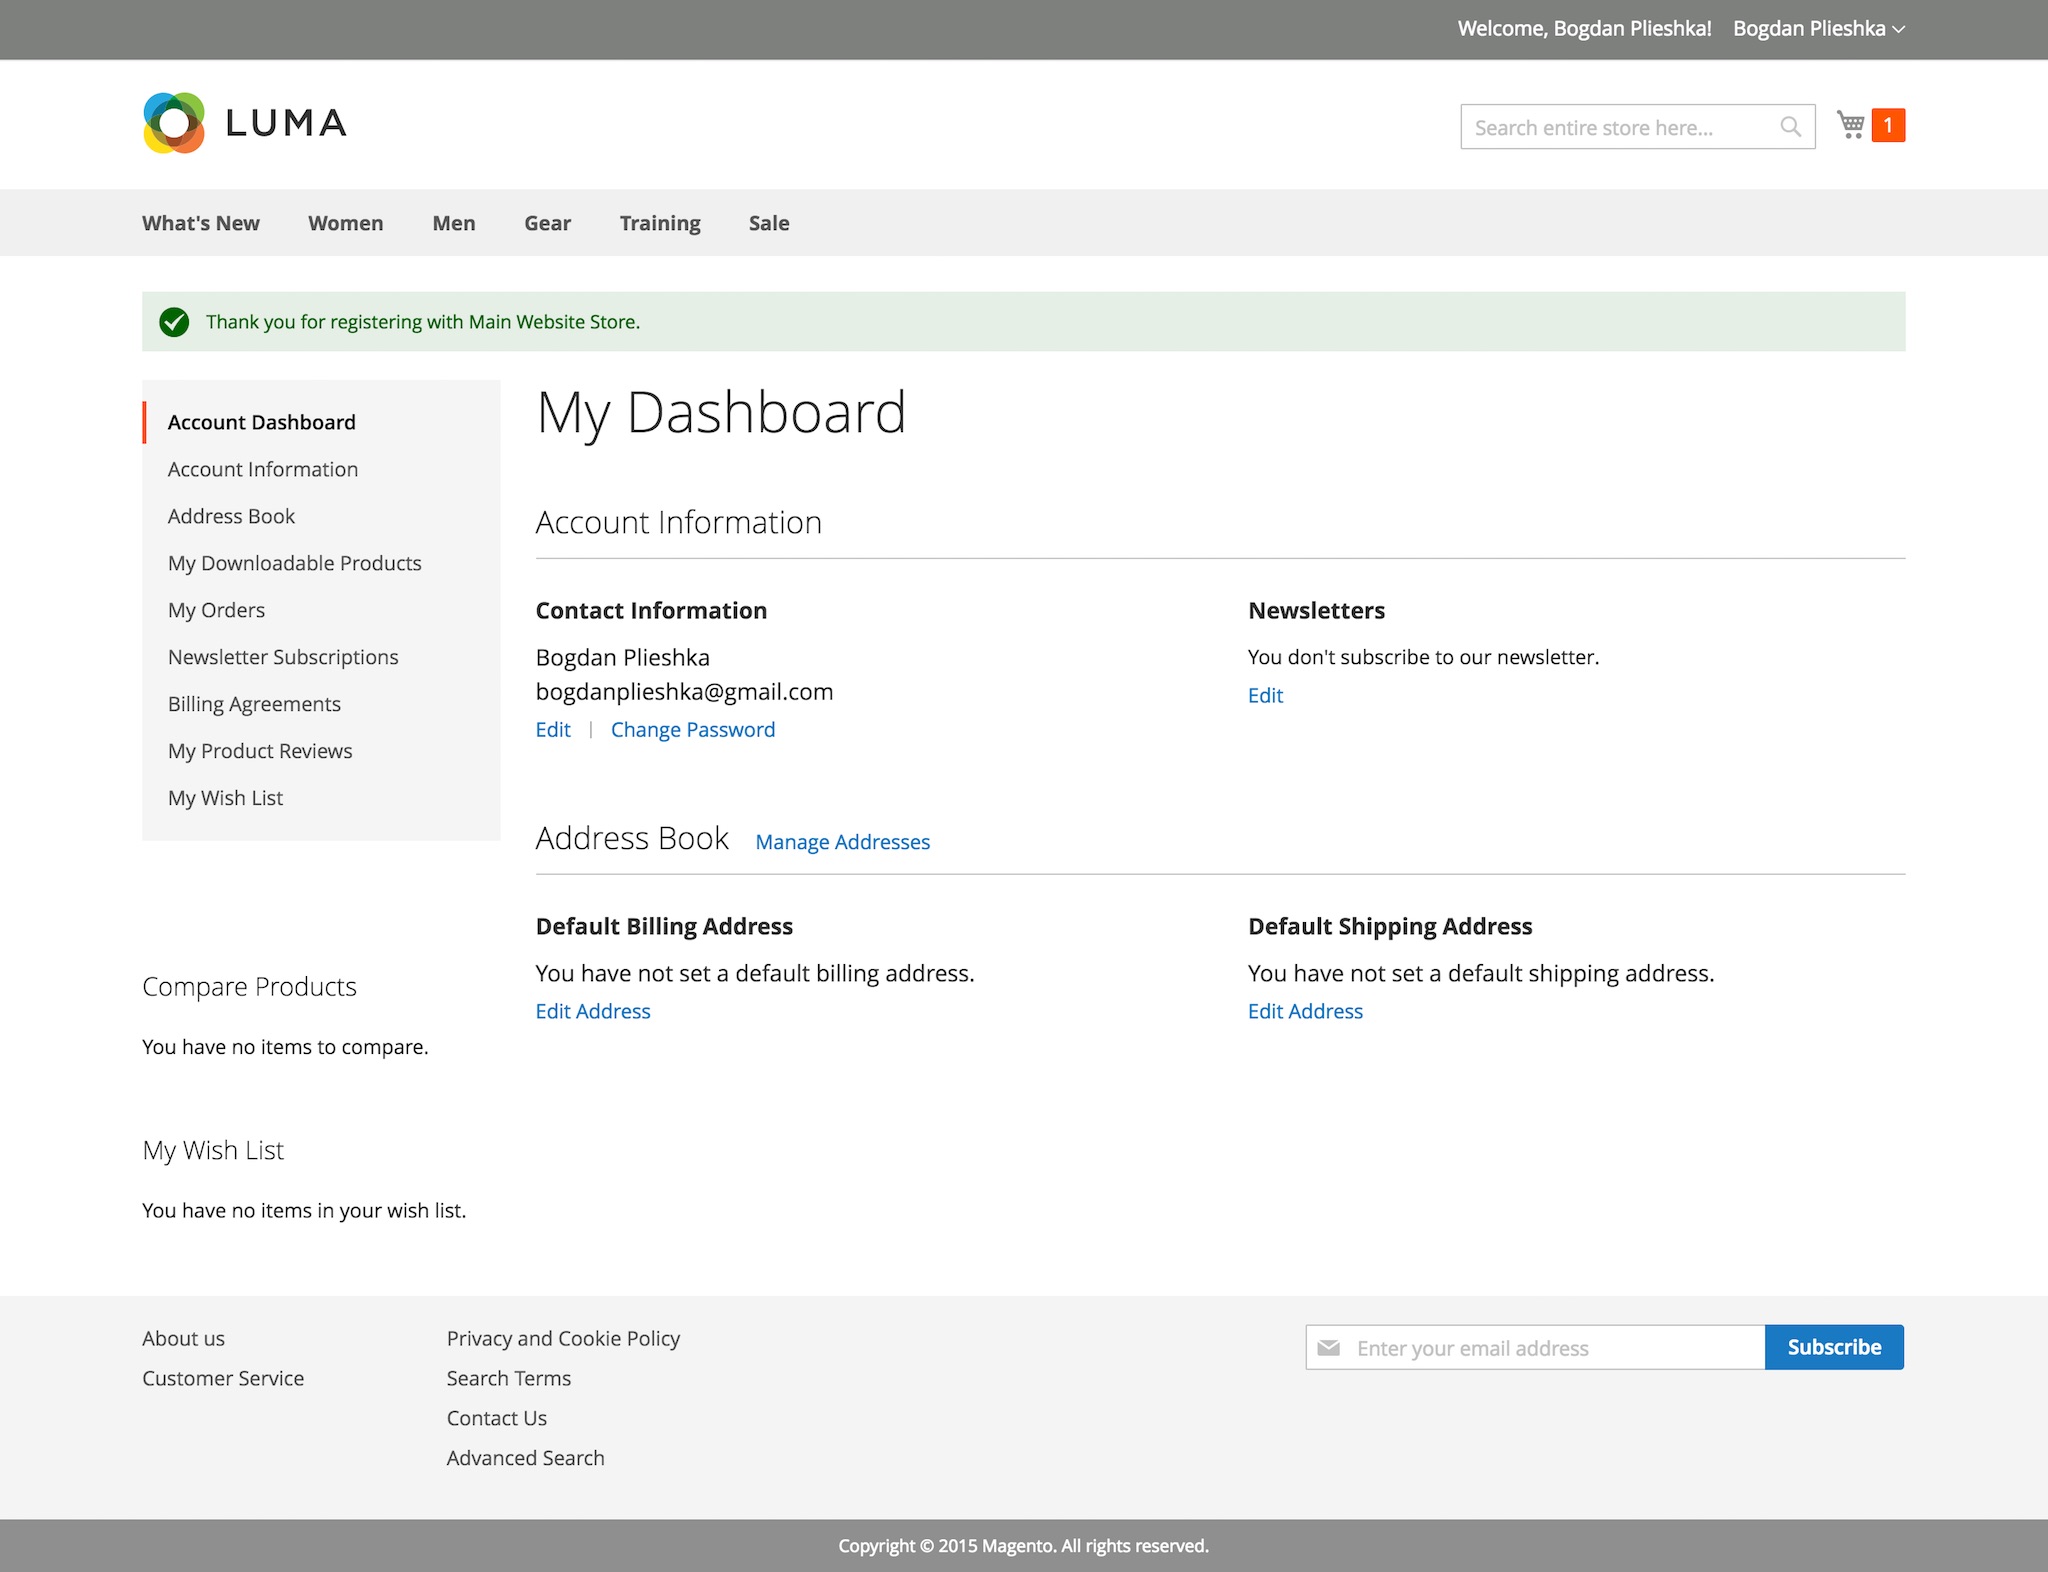 Welcome, Bogdan Plieshka! Bogdan Plieshka
LUMA
Search entire store here...
1
What's New Women Men Gear Training Sale
Thank you for registering with Main Website Store.
Account Dashboard
Account Information
Address Book
My Downloadable Products
My Orders
Newsletter Subscriptions
Billing Agreements
My Product Reviews
My Wish List
Compare Products
You have no items to compare.
My Wish List
You have no items in your wish list.
My Dashboard
Account Information
Contact Information
Bogdan Plieshka
bogdanplieshka@gmail.com
Edit | Change Password
Newsletters
You don't subscribe to our newsletter.
Edit
Address Book Manage Addresses
Default Billing Address
You have not set a default billing address.
Edit Address
Default Shipping Address
You have not set a default shipping address.
Edit Address
About us
Customer Service
Privacy and Cookie Policy
Search Terms
Contact Us
Advanced Search
Enter your email address
Subscribe
Copyright © 2015 Magento. All rights reserved.